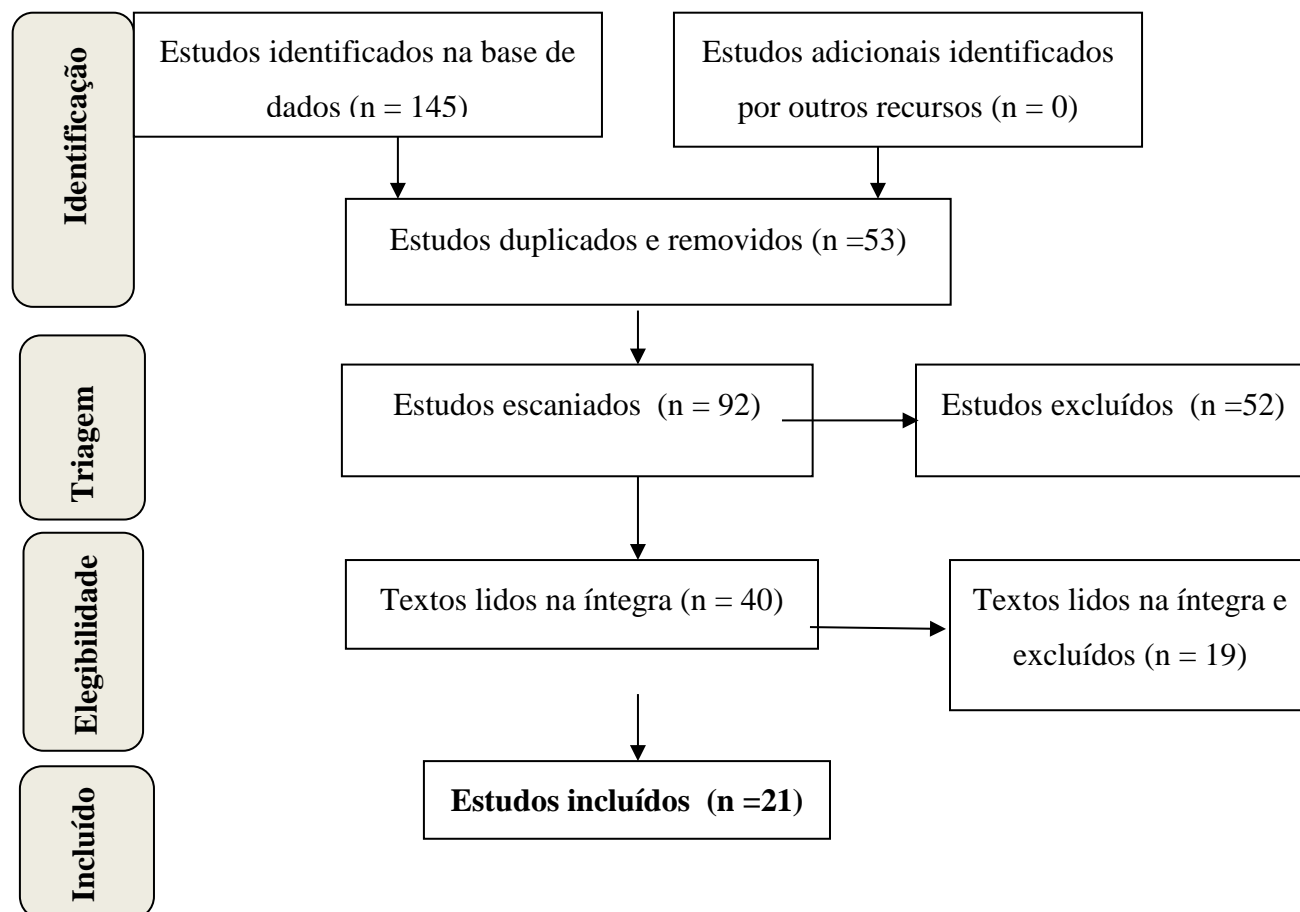 Identificação
Estudos identificados na base de
dados (n = 145)
Estudos adicionais identificados
por outros recursos (n = 0)
Estudos duplicados e removidos (n =53)
Triagem
Estudos escaniados (n = 92)
Estudos excluídos (n =52)
Elegibilidade
Textos lidos na íntegra (n = 40)
Textos lidos na íntegra e
excluídos (n = 19)
Incluído
Estudos incluídos (n =21)